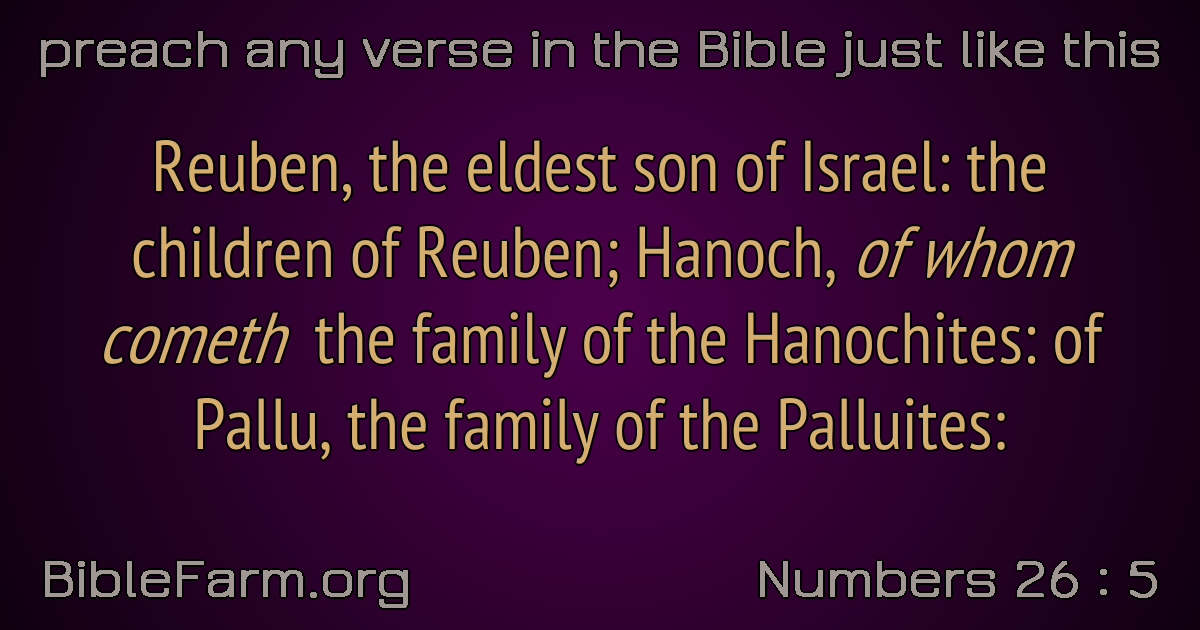 preach any verse in the Bible just like this
Reuben, the eldest son of Israel: the
children of Reuben; Hanoch, of whom
cometh the family of the Hanochites: of
Pallu, the family of the Palluites:
BibleFarm.org
Numbers 26 : 5